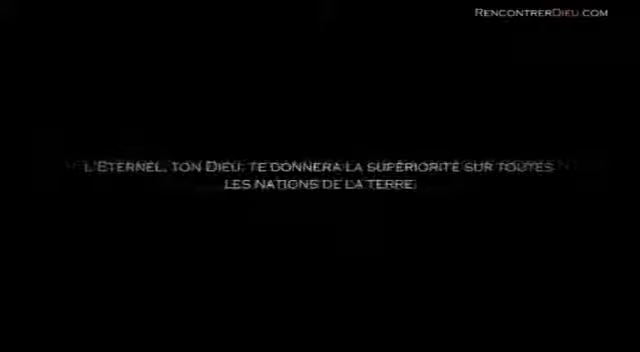 RencontrerDieu.com
l'Eternel, ton Dieu, te donnera la supériorité sur toutes
les nations de la terre